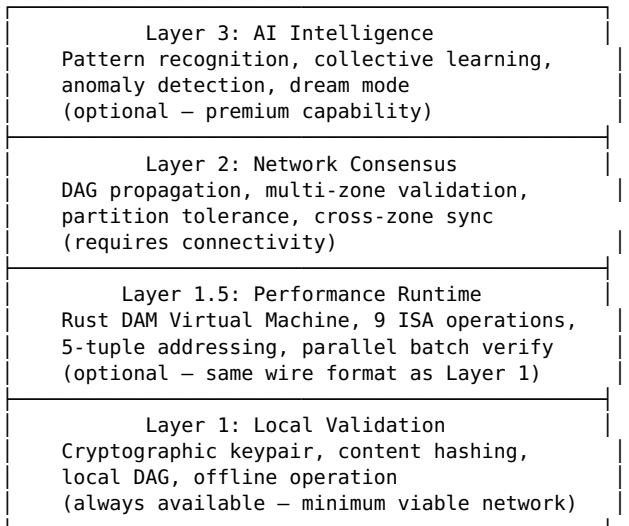 Layer 3: AI Intelligence
Pattern recognition, collective learning,
anomaly detection, dream mode
(optional — premium capability)
Layer 2: Network Consensus
DAG propagation, multi-zone validation,
partition tolerance, cross-zone sync
(requires connectivity)
Layer 1.5: Performance Runtime
Rust DAM Virtual Machine, 9 ISA operations,
5-tuple addressing, parallel batch verify
(optional — same wire format as Layer 1)
Layer 1: Local Validation
Cryptographic keypair, content hashing,
local DAG, offline operation
(always available — minimum viable network)